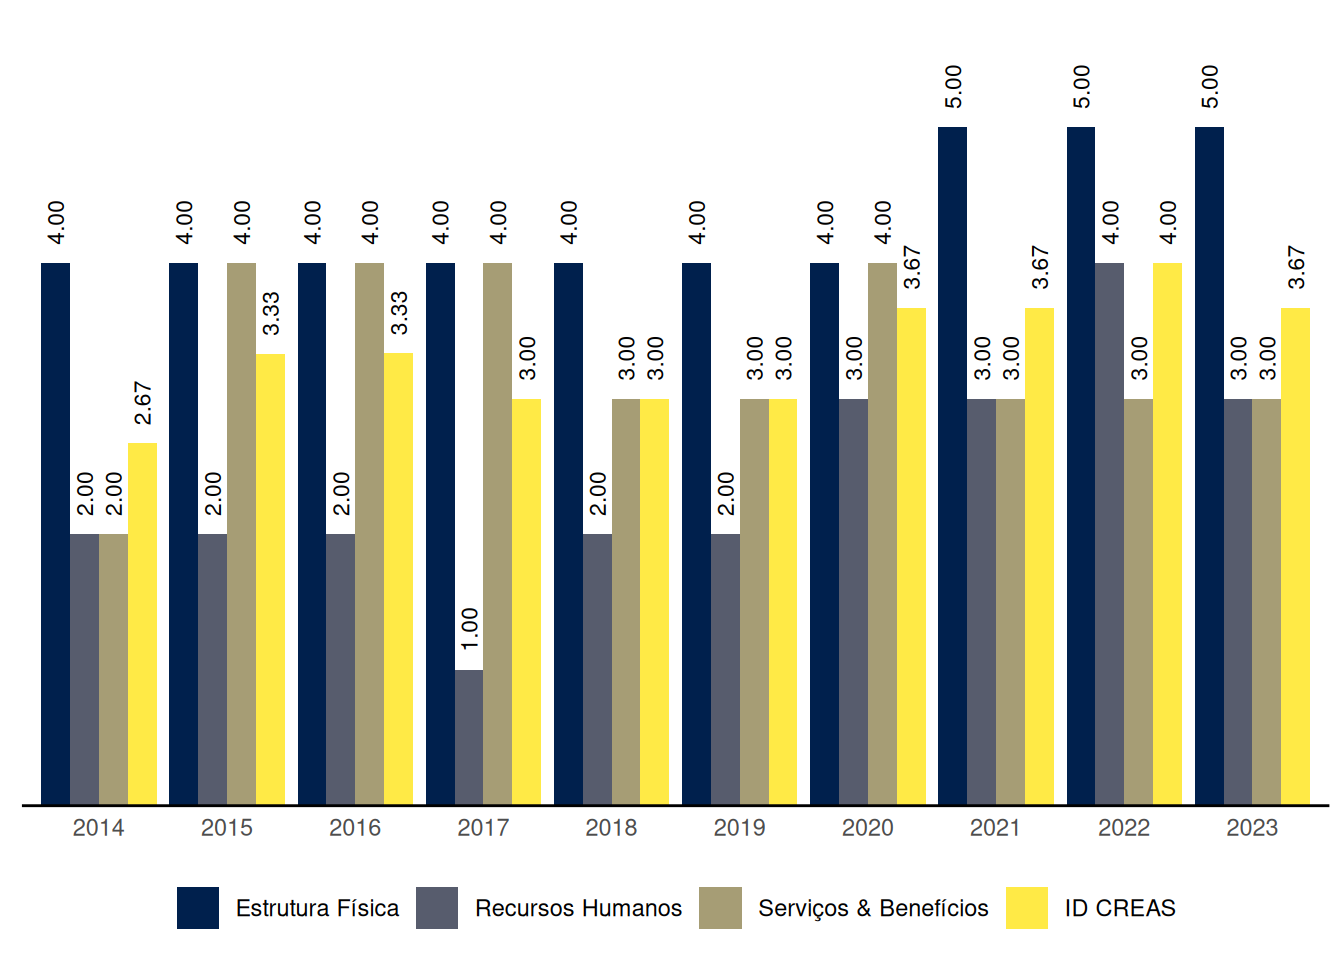 5.00 5.00 5.00
4.00 4.00 4.00 4.00 4.00 4.00 4.00 4.00 4.00 4.00 4.00 4.00
3.67 3.67 3.67
3.33 3.33
3.00 3.00 3.00 3.00 3.00 3.00 3.00 3.00 3.00 3.00 3.00
2.67
2.00 2.00 2.00 2.00 2.00 2.00
1.00
2014 2015 2016 2017 2018 2019 2020 2021 2022 2023
Estrutura Física Recursos Humanos Serviços & Benefícios ID CREAS